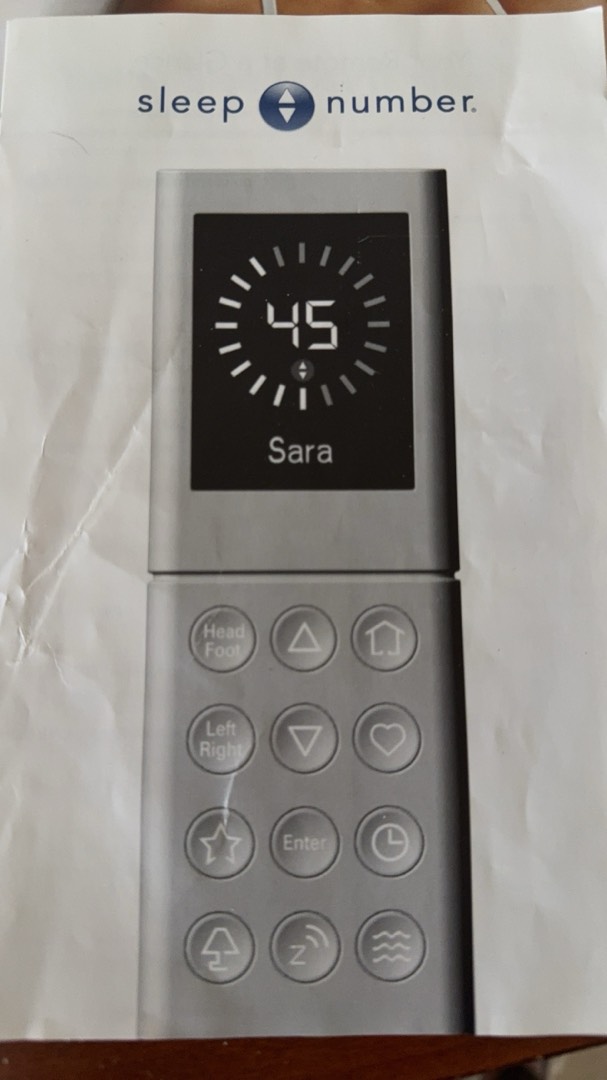 sleep number
45
Sara
Head
Foot
Left
Right
Enter
Z